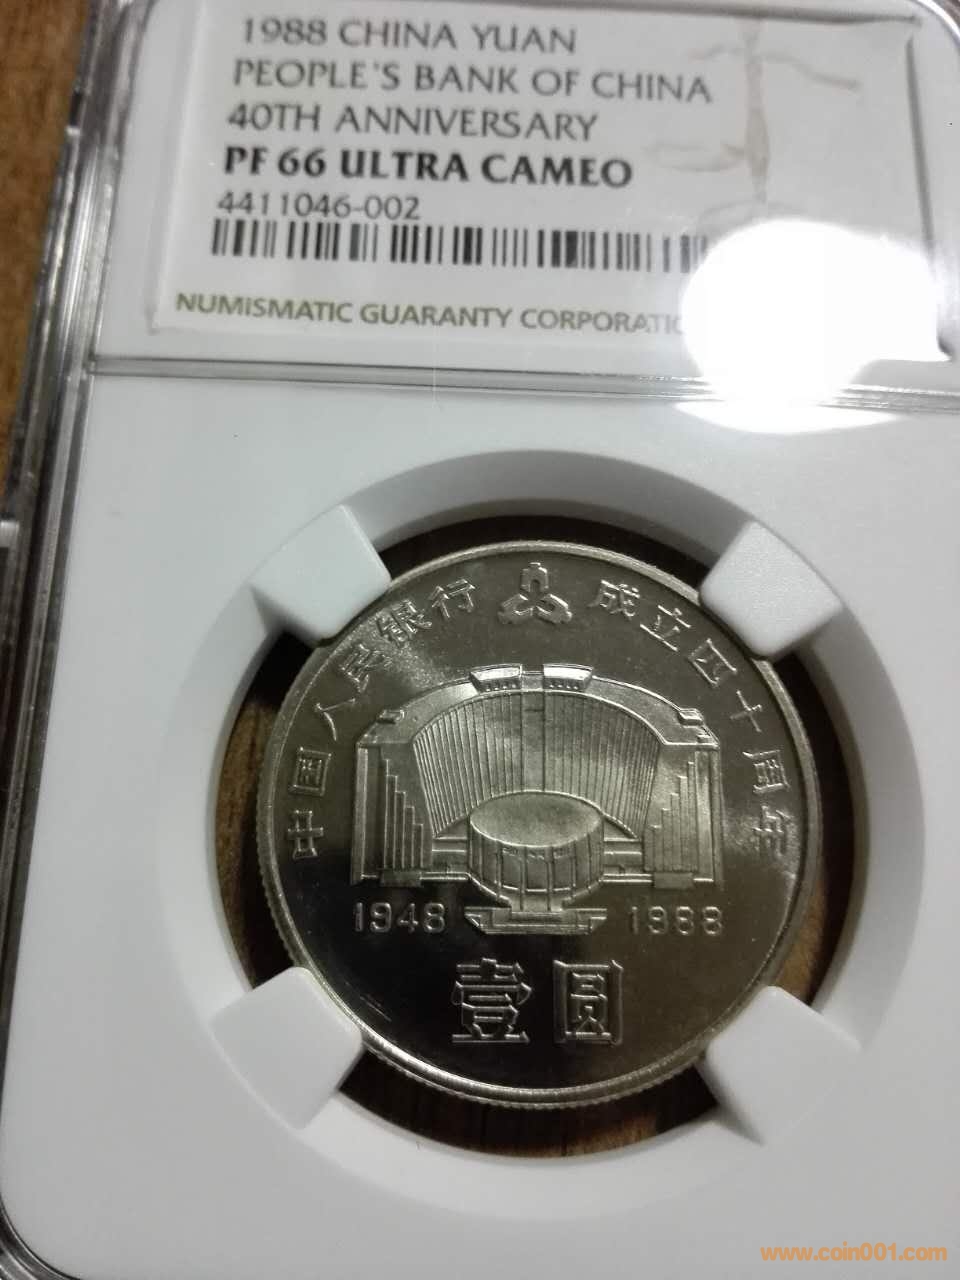 1988 CHINA YUAN
PEOPLE'S BANK OF CHINA
40TH ANNIVERSARY
PF 66 ULTRA CAMEO
4411046-002
NUMISMATIC GUARANTY CORPORATIO
中国人民银行 成立四十周年
1948 1988
壹圆
www.coin001.com